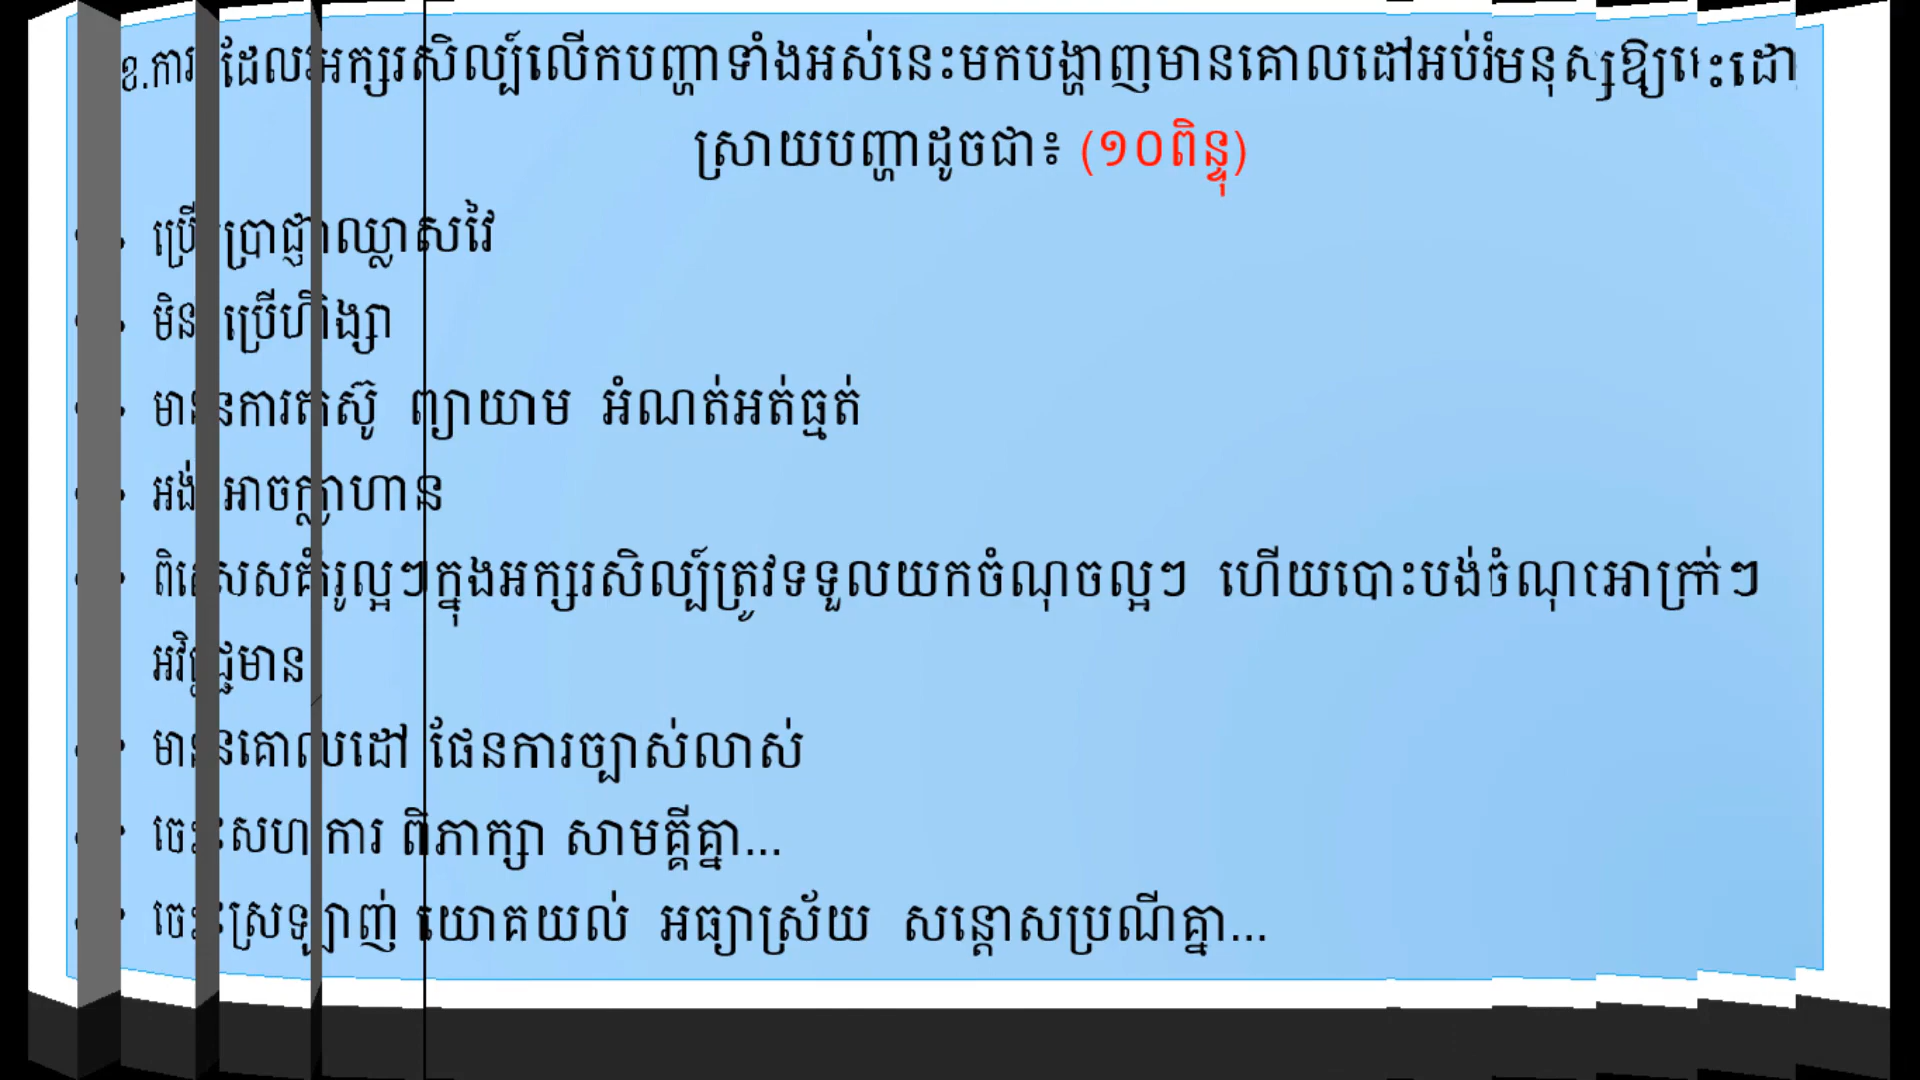 ខ.ការដែលអក្សរសិល្ប៍លើកបញ្ហាទាំងអស់នេះមកបង្ហាញមានគោលដៅអប់រំមនុស្សឱ្យចេះដោះ
ស្រាយបញ្ហាដូចជា៖ (១០ពិន្ទុ)
ប្រើប្រាជ្ញាឈ្លាសវៃ
មិនប្រើហឹង្សា
មានការតស៊ូ ព្យាយាម អំណត់អត់ធ្មត់
អង់អាចក្លាហាន
ពិសេសគំរូល្អៗក្នុងអក្សរសិល្ប៍ត្រូវទទួលយកចំណុចល្អៗ ហើយបោះបង់ចំណុចអាក្រក់ៗ
អវិជ្ជមាន
មានគោលដៅ ផែនការច្បាស់លាស់
ចេះសហការ ពិភាក្សា សាមគ្គីគ្នា...
ចេះស្រឡាញ់ យោគយល់ អធ្យាស្រ័យ សន្តោសប្រណីគ្នា...